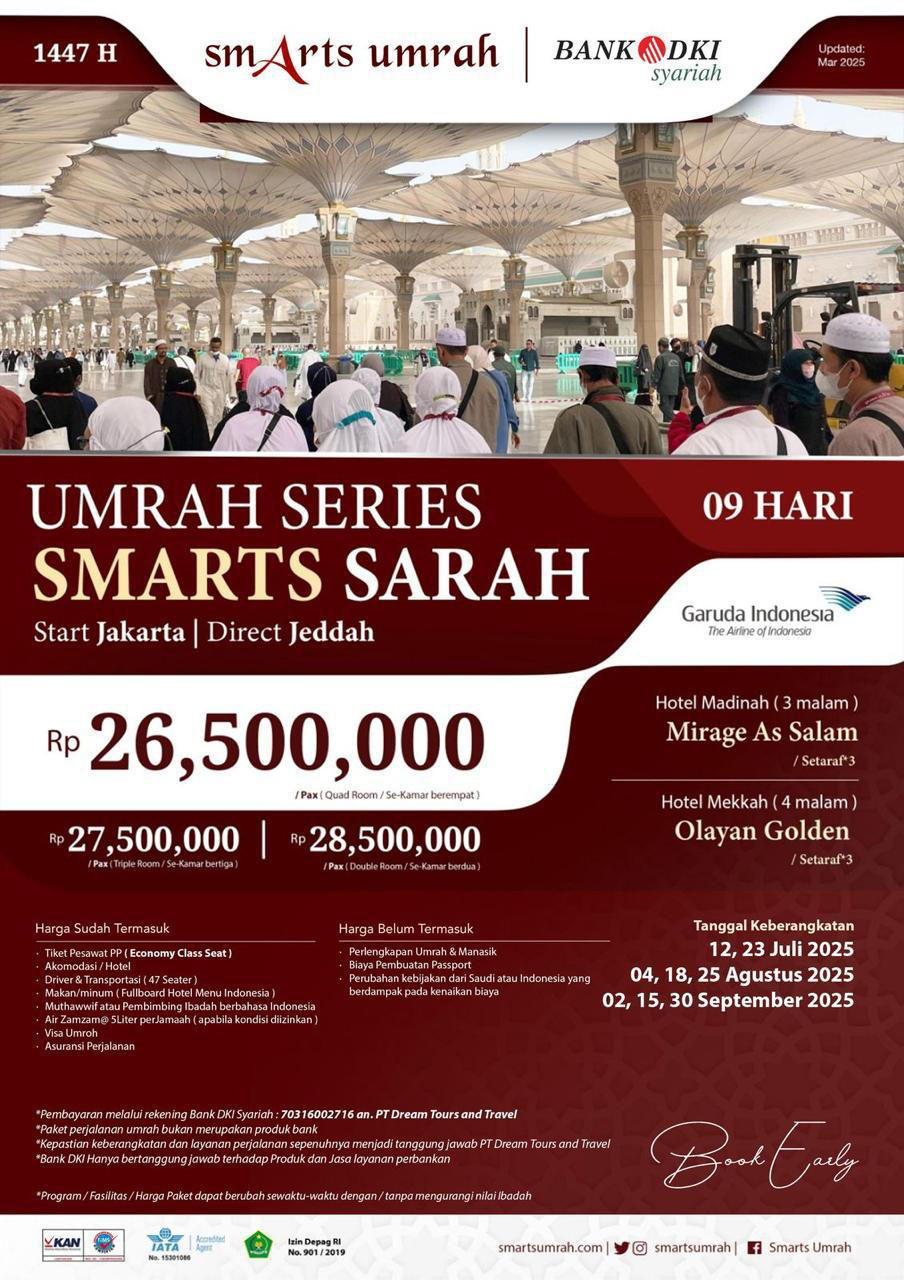 1447 H
smArts umrah
BANK DKI
syariah
Updated:
Mar 2025
UMRAH SERIES
SMARTS SARAH
Start Jakarta | Direct Jeddah
09 HARI
Garuda Indonesia
The Airline of Indonesia
Rp 26,500,000
/ Pax ( Quad Room / Se-Kamar berempat )
Rp 27,500,000 | Rp 28,500,000
/ Pax ( Triple Room / Se-Kamar bertiga )
/ Pax ( Double Room / Se-Kamar berdua )
Hotel Madinah ( 3 malam )
Mirage As Salam
/ Setaraf*3
Hotel Mekkah ( 4 malam )
Olayan Golden
/ Setaraf*3
Harga Sudah Termasuk
· Tiket Pesawat PP ( Economy Class Seat )
· Akomodasi / Hotel
· Driver & Transportasi ( 47 Seater )
· Makan/minum ( Fullboard Hotel Menu Indonesia )
· Muthawwif atau Pembimbing Ibadah berbahasa Indonesia
· Air Zamzam@ 5Liter perJamaah ( apabila kondisi diizinkan )
· Visa Umroh
· Asuransi Perjalanan
Harga Belum Termasuk
· Perlengkapan Umrah & Manasik
· Biaya Pembuatan Passport
· Perubahan kebijakan dari Saudi atau Indonesia yang
berdampak pada kenaikan biaya
Tanggal Keberangkatan
12, 23 Juli 2025
04, 18, 25 Agustus 2025
02, 15, 30 September 2025
*Pembayaran melalui rekening Bank DKI Syariah : 70316002716 an. PT Dream Tours and Travel
*Paket perjalanan umrah bukan merupakan produk bank
*Kepastian keberangkatan dan layanan perjalanan sepenuhnya menjadi tanggung jawab PT Dream Tours and Travel
*Bank DKI Hanya bertanggung jawab terhadap Produk dan Jasa layanan perbankan
*Program / Fasilitas / Harga Paket dapat berubah sewaktu-waktu dengan / tanpa mengurangi nilai Ibadah
Book Early
KAN
IATA
Accredited
Agent
No. 15301086
Izin Depag RI
No. 901 / 2019
smartsumrah.com | smartsumrah | Smarts Umrah